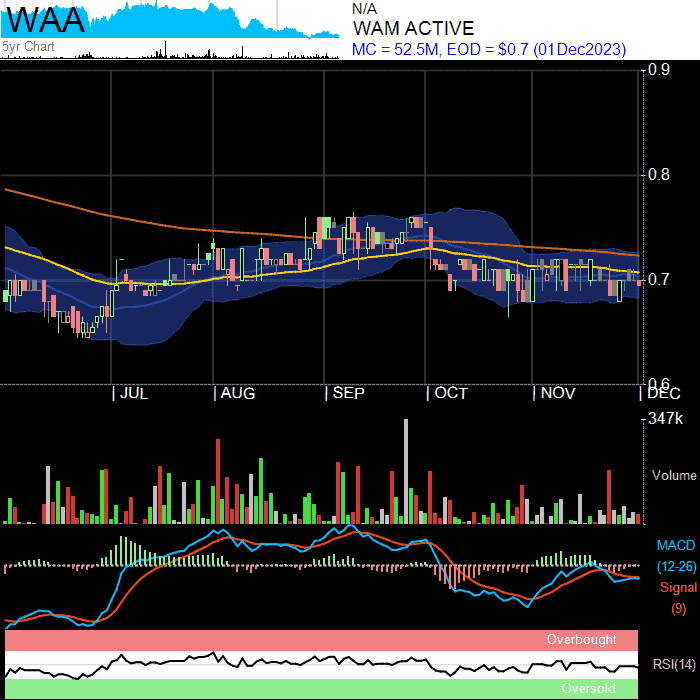 WAA
5yr Chart
N/A
WAM ACTIVE
MC = 52.5M, EOD = $0.7 (01Dec2023)
0.9
0.8
0.7
0.6
| JUL | AUG | SEP | OCT | NOV | DEC
347k
Volume
MACD
(12-26)
Signal
(9)
Overbought
RSI(14)
Oversold